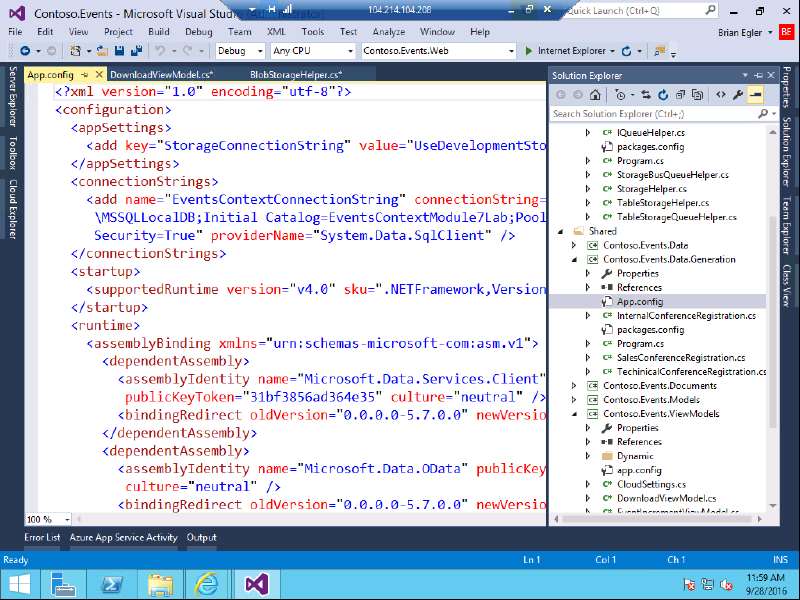 Contoso.Events - Microsoft Visual Stud
104.214.104.208
Quick Launch (Ctrl+Q)
File Edit View Project Build Debug Team XML Tools Test Analyze Window Help
Brian Egler BE
Debug Any CPU Contoso.Events.Web Internet Explorer
App.config DownloadViewModel.cs* BlobStorageHelper.cs*
<?xml version="1.0" encoding="utf-8"?>
<configuration>
<appSettings>
<add key="StorageConnectionString" value="UseDevelopmentSto
</appSettings>
<connectionStrings>
<add name="EventsContextConnectionString" connectionString=
\MSSQLLocalDB;Initial Catalog=EventsContextModule7Lab;Pool
Security=True" providerName="System.Data.SqlClient" />
</connectionStrings>
<startup>
<supportedRuntime version="v4.0" sku=".NETFramework,Version
</startup>
<runtime>
<assemblyBinding xmlns="urn:schemas-microsoft-com:asm.v1">
<dependentAssembly>
<assemblyIdentity name="Microsoft.Data.Services.Client"
publicKeyToken="31bf3856ad364e35" culture="neutral" />
<bindingRedirect oldVersion="0.0.0.0-5.7.0.0" newVersio
</dependentAssembly>
<dependentAssembly>
<assemblyIdentity name="Microsoft.Data.OData" publicKey
culture="neutral" />
<bindingRedirect oldVersion="0.0.0.0-5.7.0.0" newVersio
100 %
Server Explorer
Toolbox
Cloud Explorer
Solution Explorer
Search Solution Explorer (Ctrl+;)
IQueueHelper.cs
packages.config
Program.cs
StorageBusQueueHelper.cs
StorageHelper.cs
TableStorageHelper.cs
TableStorageQueueHelper.cs
Shared
Contoso.Events.Data
Contoso.Events.Data.Generation
Properties
References
App.config
InternalConferenceRegistration.cs
packages.config
Program.cs
SalesConferenceRegistration.cs
TechinicalConferenceRegistration.cs
Contoso.Events.Documents
Contoso.Events.Models
Contoso.Events.ViewModels
Properties
References
Dynamic
app.config
CloudSettings.cs
DownloadViewModel.cs
EventIncrementViewModel.cs
Properties
Solution Explorer
Team Explorer
Class View
Error List Azure App Service Activity Output
Ready Ln 1 Col 1 Ch 1 INS
11:59 AM
9/28/2016